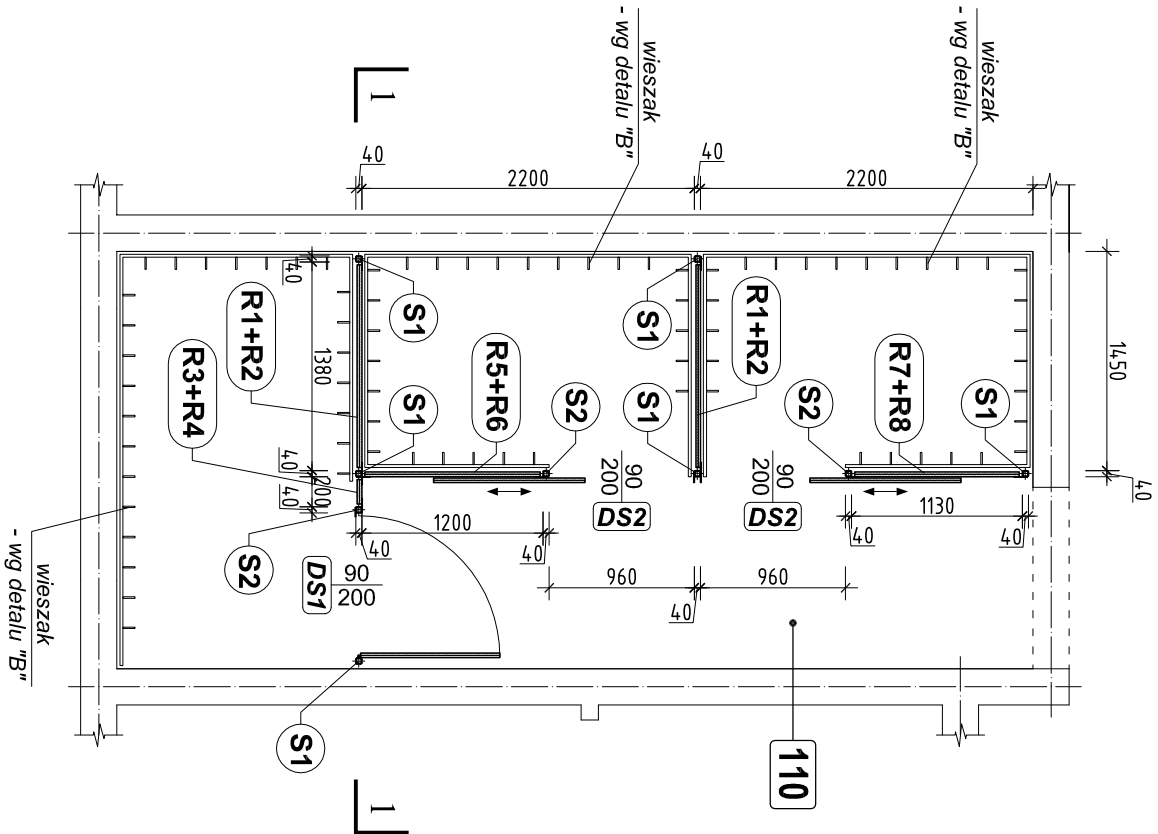 wieszak
- wg detalu "B"
wieszak
- wg detalu "B"
1
40
2200
40
2200
40
S1
S1
R1+R2
R1+R2
1380
R3+R4
S1
R5+R6
S2
S1
S2
R7+R8
S1
1450
40
200
40
40
90
200
DS2
90
200
DS2
1200
40
40
1130
40
40
S2
DS1
90
200
960
960
40
wieszak
- wg detalu "B"
S1
110
1